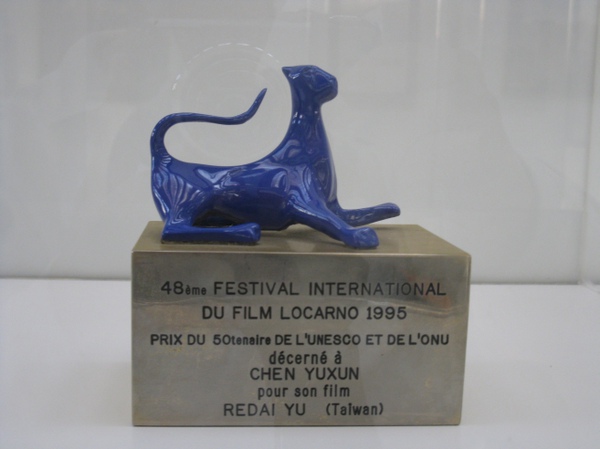 48ème FESTIVAL INTERNATIONAL
DU FILM LOCARNO 1995
PRIX DU 50tenaire DE L'UNESCO ET DE L'ONU
décerné à
CHEN YUXUN
pour son film
REDAI YU (Taiwan)